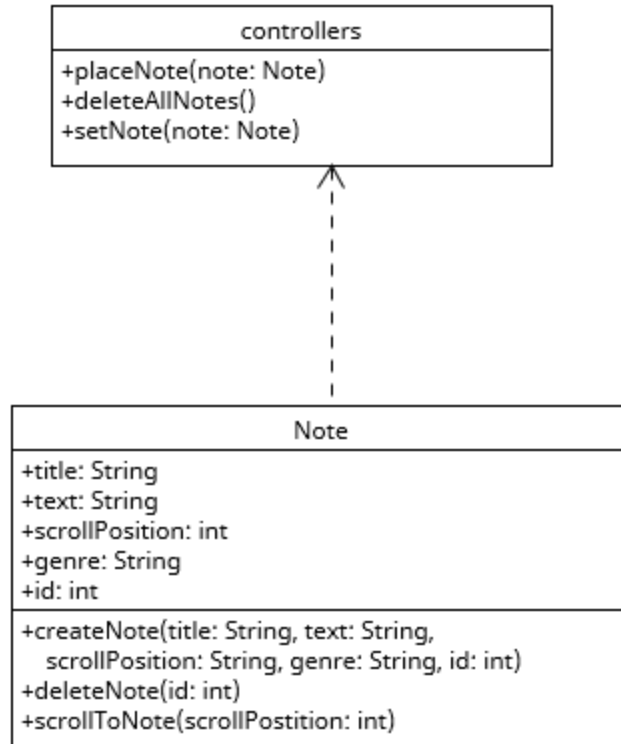 controllers
+placeNote(note: Note)
+deleteAllNotes()
+setNote(note: Note)
Note
+title: String
+text: String
+scrollPosition: int
+genre: String
+id: int
+createNote(title: String, text: String,
scrollPosition: String, genre: String, id: int)
+deleteNote(id: int)
+scrollToNote(scrollPostition: int)